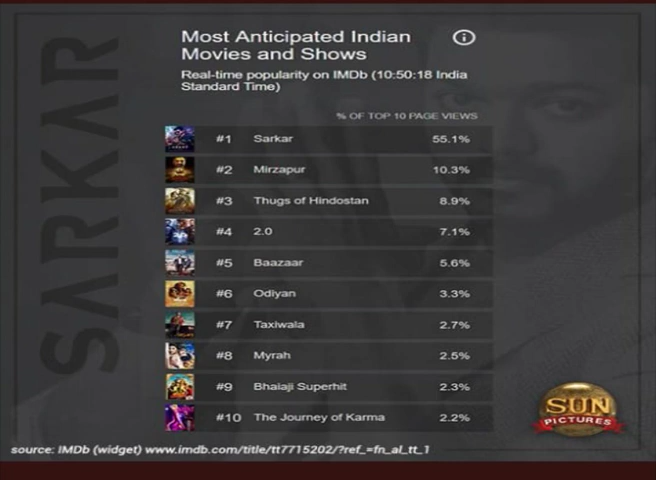 SARKAR
Most Anticipated Indian
Movies and Shows
Real-time popularity on IMDb (10:50:18 India
Standard Time)
% OF TOP 10 PAGE VIEWS
#1 Sarkar 55.1%
#2 Mirzapur 10.3%
#3 Thugs of Hindostan 8.9%
#4 2.0 7.1%
#5 Baazaar 5.6%
#6 Odiyan 3.3%
#7 Taxiwala 2.7%
#8 Myrah 2.5%
#9 Bhaiaji Superhit 2.3%
#10 The Journey of Karma 2.2%
SUN
PICTURES
source: IMDb (widget) www.imdb.com/title/tt7715202/?ref_=fn_al_tt_1